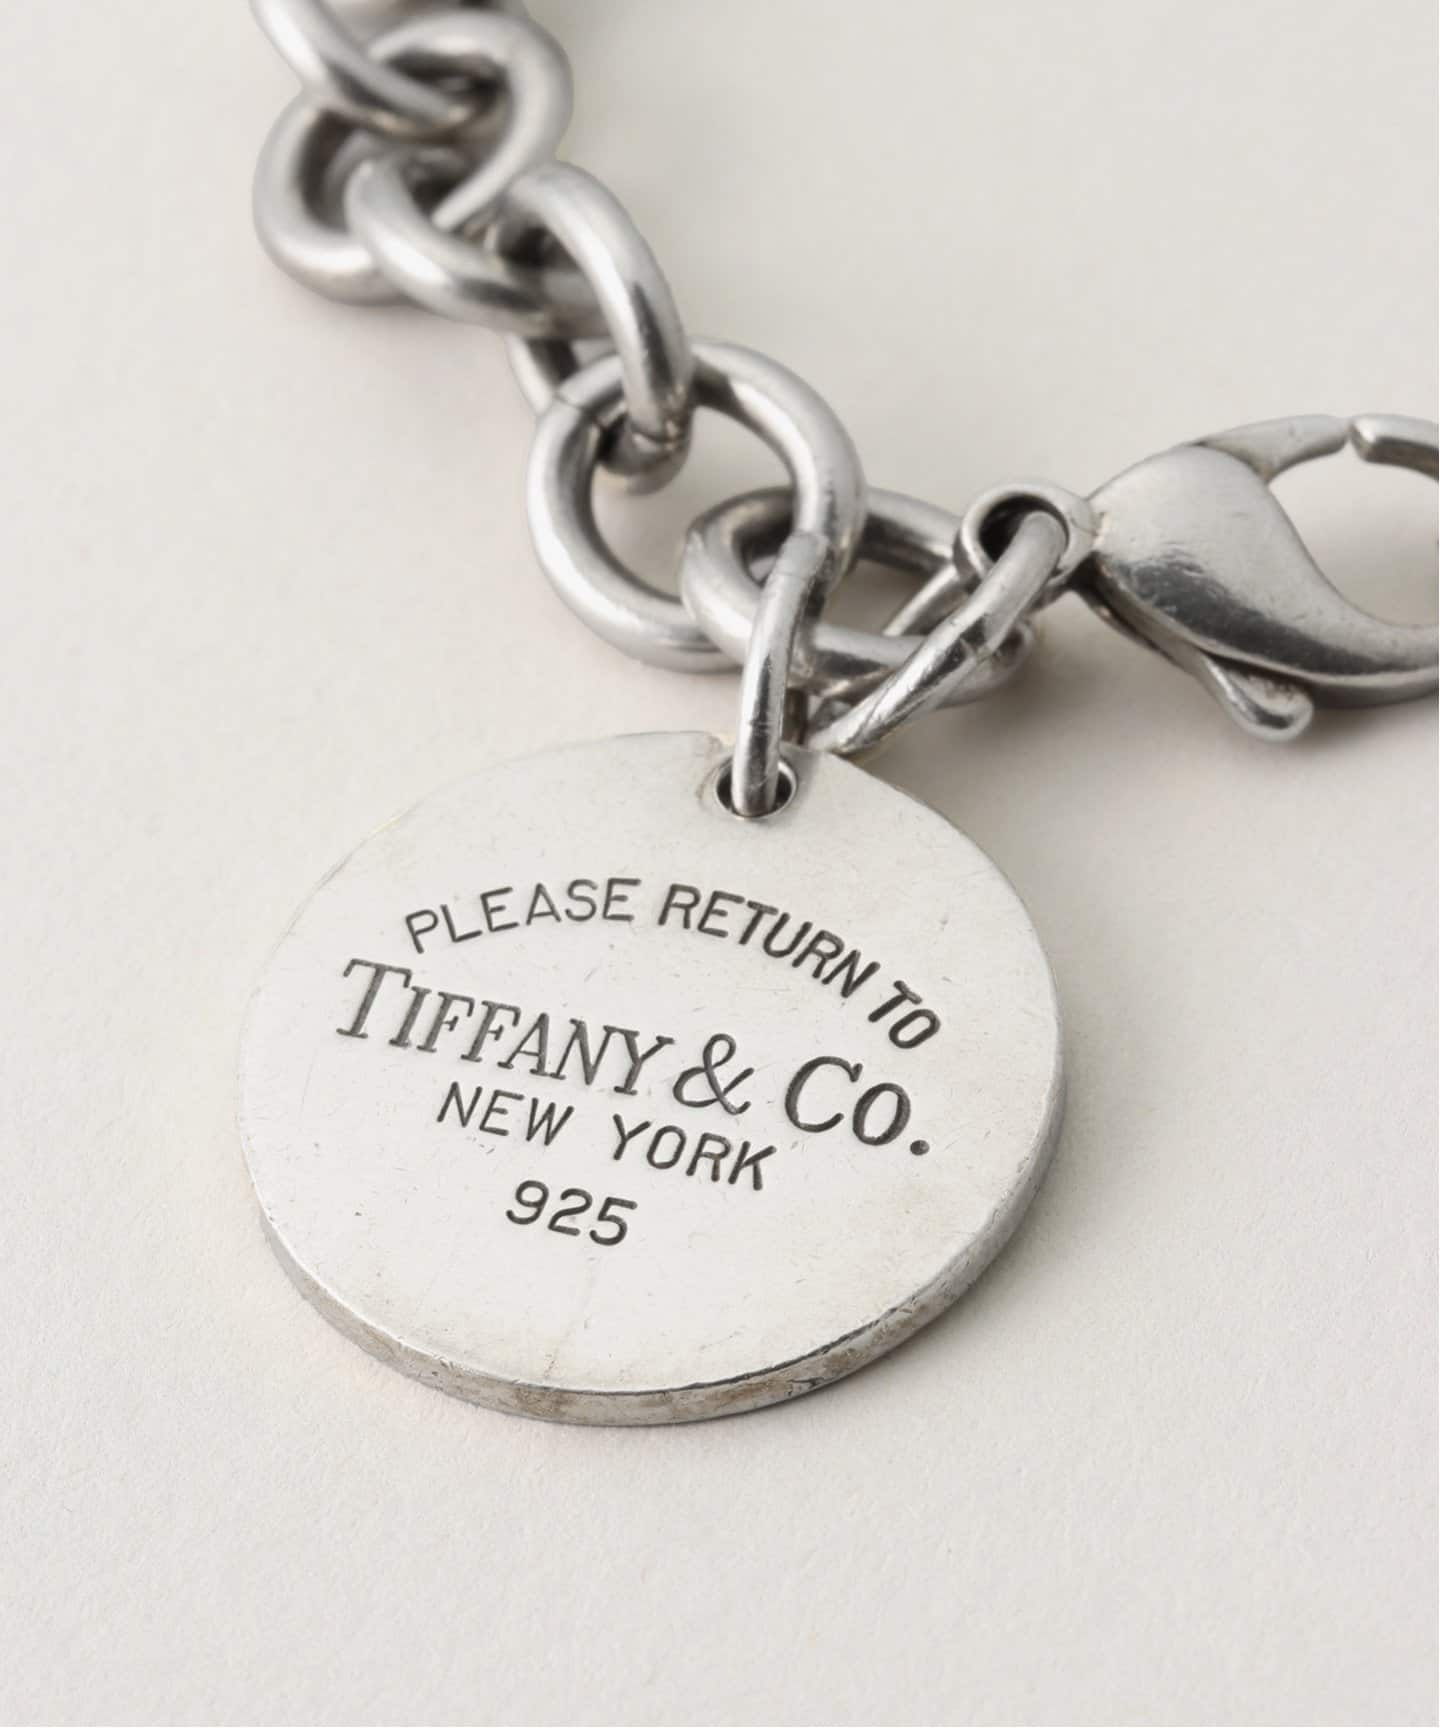 PLEASE RETURN TO
TIFFANY & CO.
NEW YORK
925